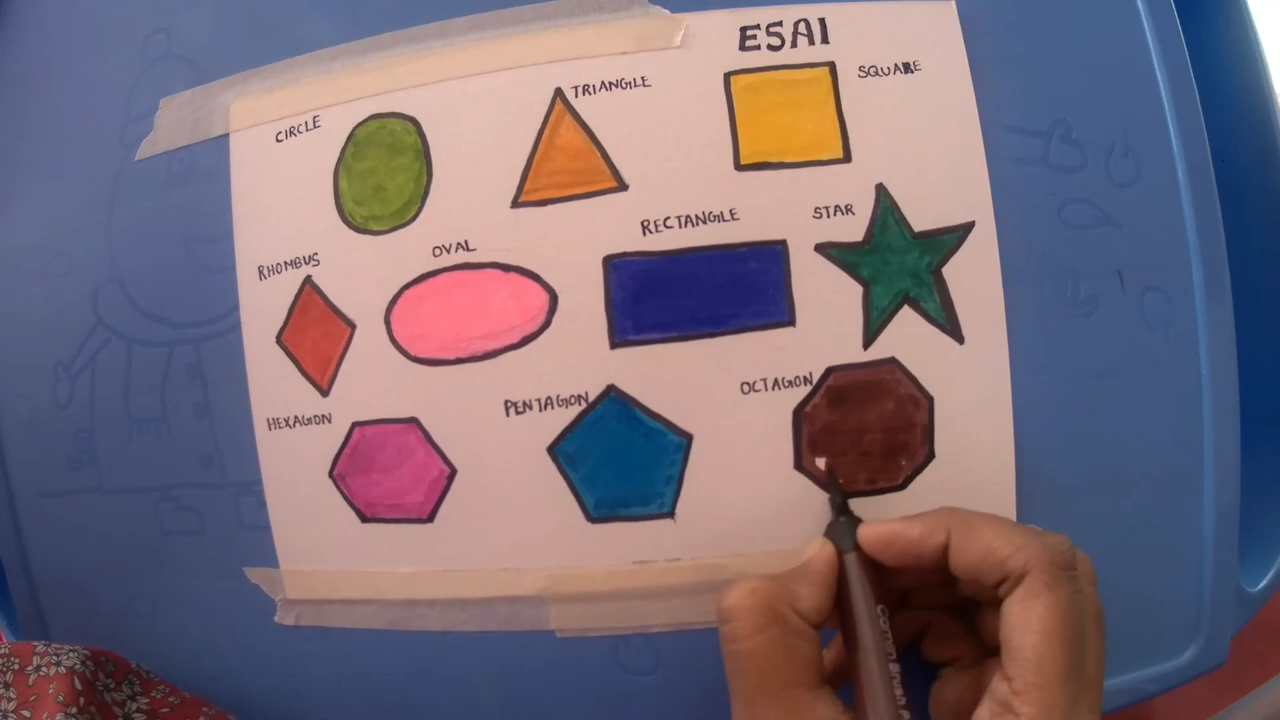 ESAI
CIRCLE
TRIANGLE
SQUARE
RHOMBUS
OVAL
RECTANGLE
STAR
HEXAGON
PENTAGON
OCTAGON